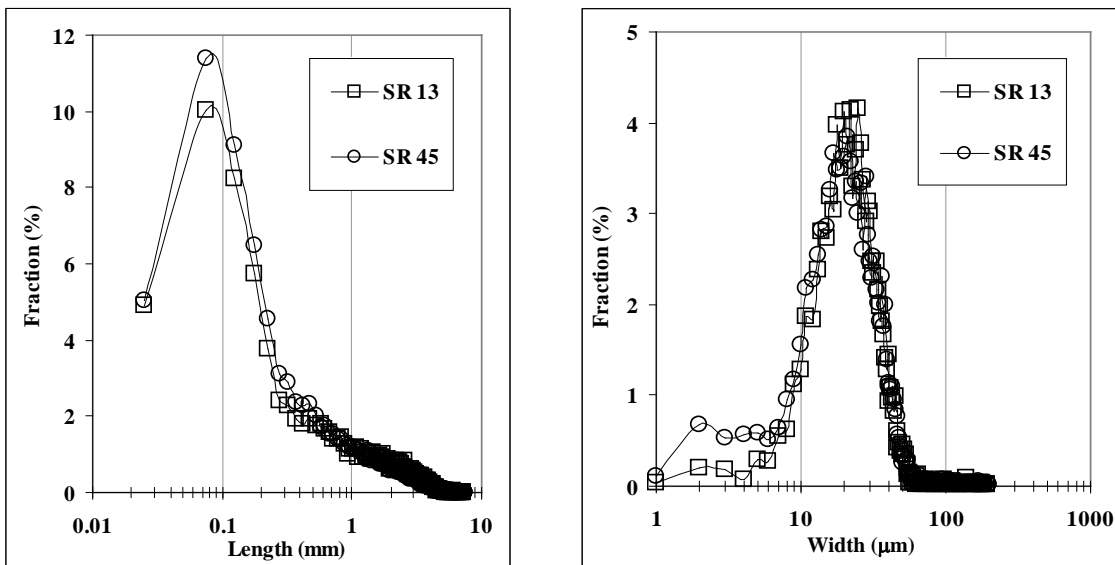 12
10
8
6
4
2
0
Fraction (%)
0.01 0.1 1 10
Length (mm)
SR 13
SR 45
5
4
3
2
1
0
Fraction (%)
1 10 100 1000
Width (μm)
SR 13
SR 45